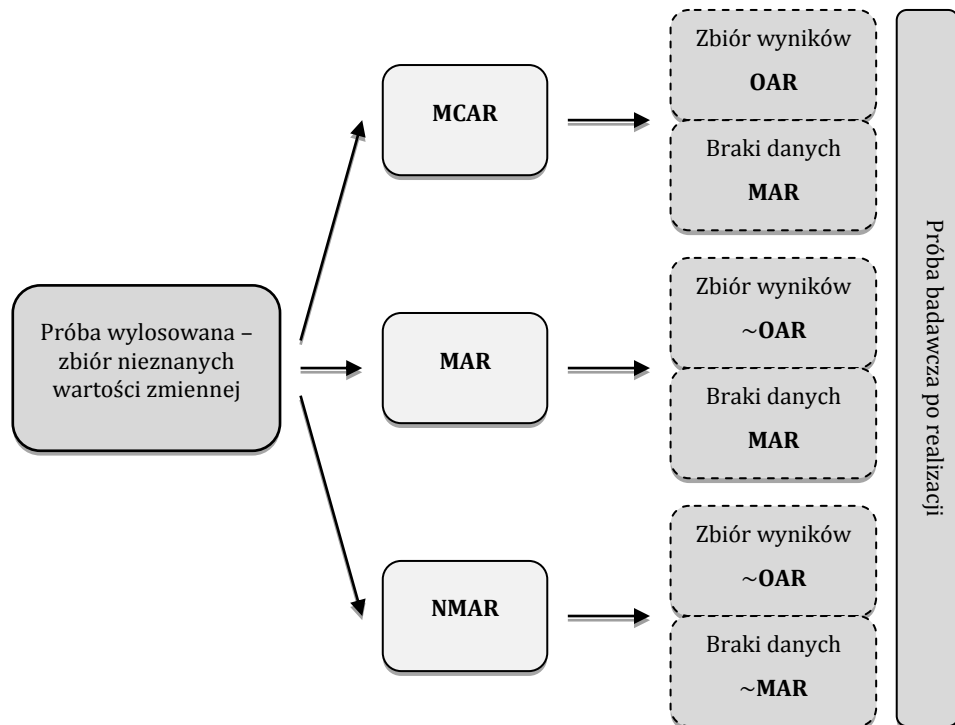 Próba wylosowana –
zbiór nieznanych
wartości zmiennej
MCAR
Zbiór wyników
OAR
Braki danych
MAR
MAR
Zbiór wyników
~OAR
Braki danych
MAR
NMAR
Zbiór wyników
~OAR
Braki danych
~MAR
Próba badawcza po realizacji